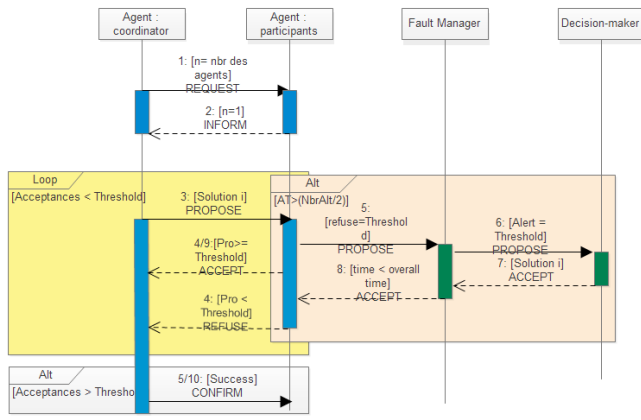 Agent :
coordinator
Agent :
participants
Fault Manager
Decision-maker
1: [n= nbr des
agents]
REQUEST
2: [n=1]
INFORM
Loop
[Acceptances < Threshold]
Alt
[AT>(NbrAlt/2)]
3: [Solution i]
PROPOSE
5:
[refuse=Threshol
d]
PROPOSE
6: [Alert =
Threshold]
PROPOSE
4/9:[Pro>=
Threshold]
ACCEPT
7: [Solution i]
ACCEPT
8: [time < overall
time]
ACCEPT
4: [Pro <
Threshold]
REFUSE
Alt
[Acceptances > Thresho
5/10: [Success]
CONFIRM